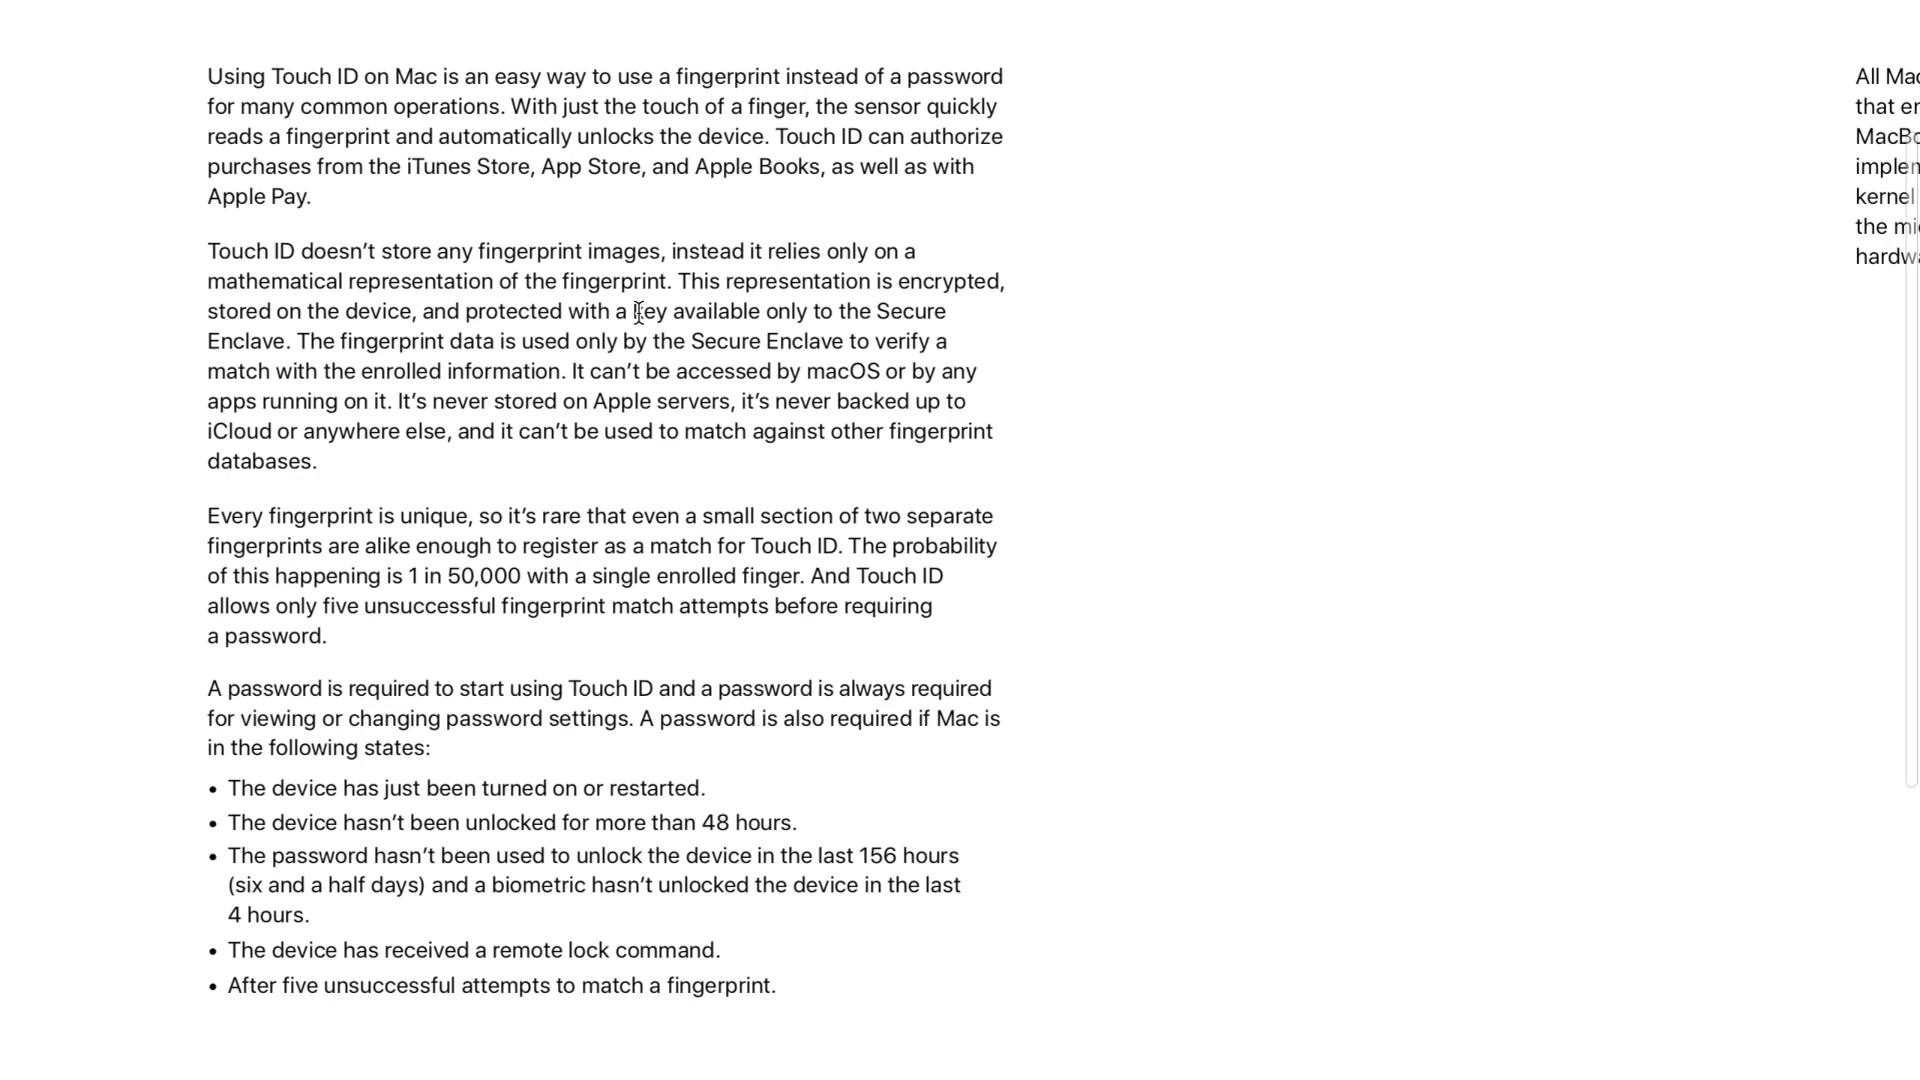 Using Touch ID on Mac is an easy way to use a fingerprint instead of a password
for many common operations. With just the touch of a finger, the sensor quickly
reads a fingerprint and automatically unlocks the device. Touch ID can authorize
purchases from the iTunes Store, App Store, and Apple Books, as well as with
Apple Pay.
Touch ID doesn’t store any fingerprint images, instead it relies only on a
mathematical representation of the fingerprint. This representation is encrypted,
stored on the device, and protected with a key available only to the Secure
Enclave. The fingerprint data is used only by the Secure Enclave to verify a
match with the enrolled information. It can’t be accessed by macOS or by any
apps running on it. It’s never stored on Apple servers, it’s never backed up to
iCloud or anywhere else, and it can’t be used to match against other fingerprint
databases.
Every fingerprint is unique, so it’s rare that even a small section of two separate
fingerprints are alike enough to register as a match for Touch ID. The probability
of this happening is 1 in 50,000 with a single enrolled finger. And Touch ID
allows only five unsuccessful fingerprint match attempts before requiring
a password.
A password is required to start using Touch ID and a password is always required
for viewing or changing password settings. A password is also required if Mac is
in the following states:
• The device has just been turned on or restarted.
• The device hasn’t been unlocked for more than 48 hours.
• The password hasn’t been used to unlock the device in the last 156 hours
(six and a half days) and a biometric hasn’t unlocked the device in the last
4 hours.
• The device has received a remote lock command.
• After five unsuccessful attempts to match a fingerprint.
All Mac
that
kernel
the